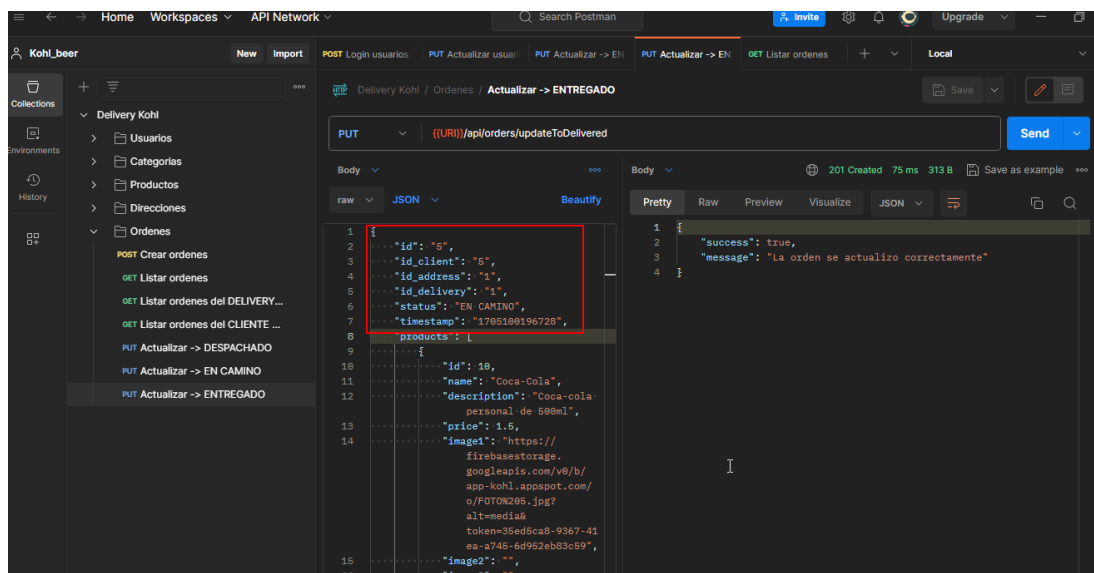 Home Workspaces API Network Search Postman Invite Upgrade
Kohl_beer New Import POST Login usuarios PUT Actualizar usuari PUT Actualizar -> EN PUT Actualizar -> EN GET Listar ordenes Local
Collections
Environments
History
Delivery Kohl
Usuarios
Categorias
Productos
Direcciones
Ordenes
POST Crear ordenes
GET Listar ordenes
GET Listar ordenes del DELIVERY...
GET Listar ordenes del CLIENTE ...
PUT Actualizar -> DESPACHADO
PUT Actualizar -> EN CAMINO
PUT Actualizar -> ENTREGADO
HTTP Delivery Kohl / Ordenes / Actualizar -> ENTREGADO Save
PUT {{URI}}/api/orders/updateToDelivered Send
Body
raw JSON Beautify
1 {
2 "id": "5",
3 "id_client": "5",
4 "id_address": "1",
5 "id_delivery": "1",
6 "status": "EN CAMINO",
7 "timestamp": "1705100196728",
8 "products": [
9 {
10 "id": 10,
11 "name": "Coca-Cola",
12 "description": "Coca-cola
personal de 500ml",
13 "price": 1.5,
14 "image1": "https://
firebasestorage.
googleapis.com/v0/b/
app-kohl.appspot.com/
o/FOTO%205.jpg?
alt=media&
token=35ed5ca8-9367-41
ea-a745-6d952eb83c59",
15 "image2": "",
Body 201 Created 75 ms 313 B Save as example
Pretty Raw Preview Visualize JSON
1 {
2 "success": true,
3 "message": "La orden se actualizo correctamente"
4 }